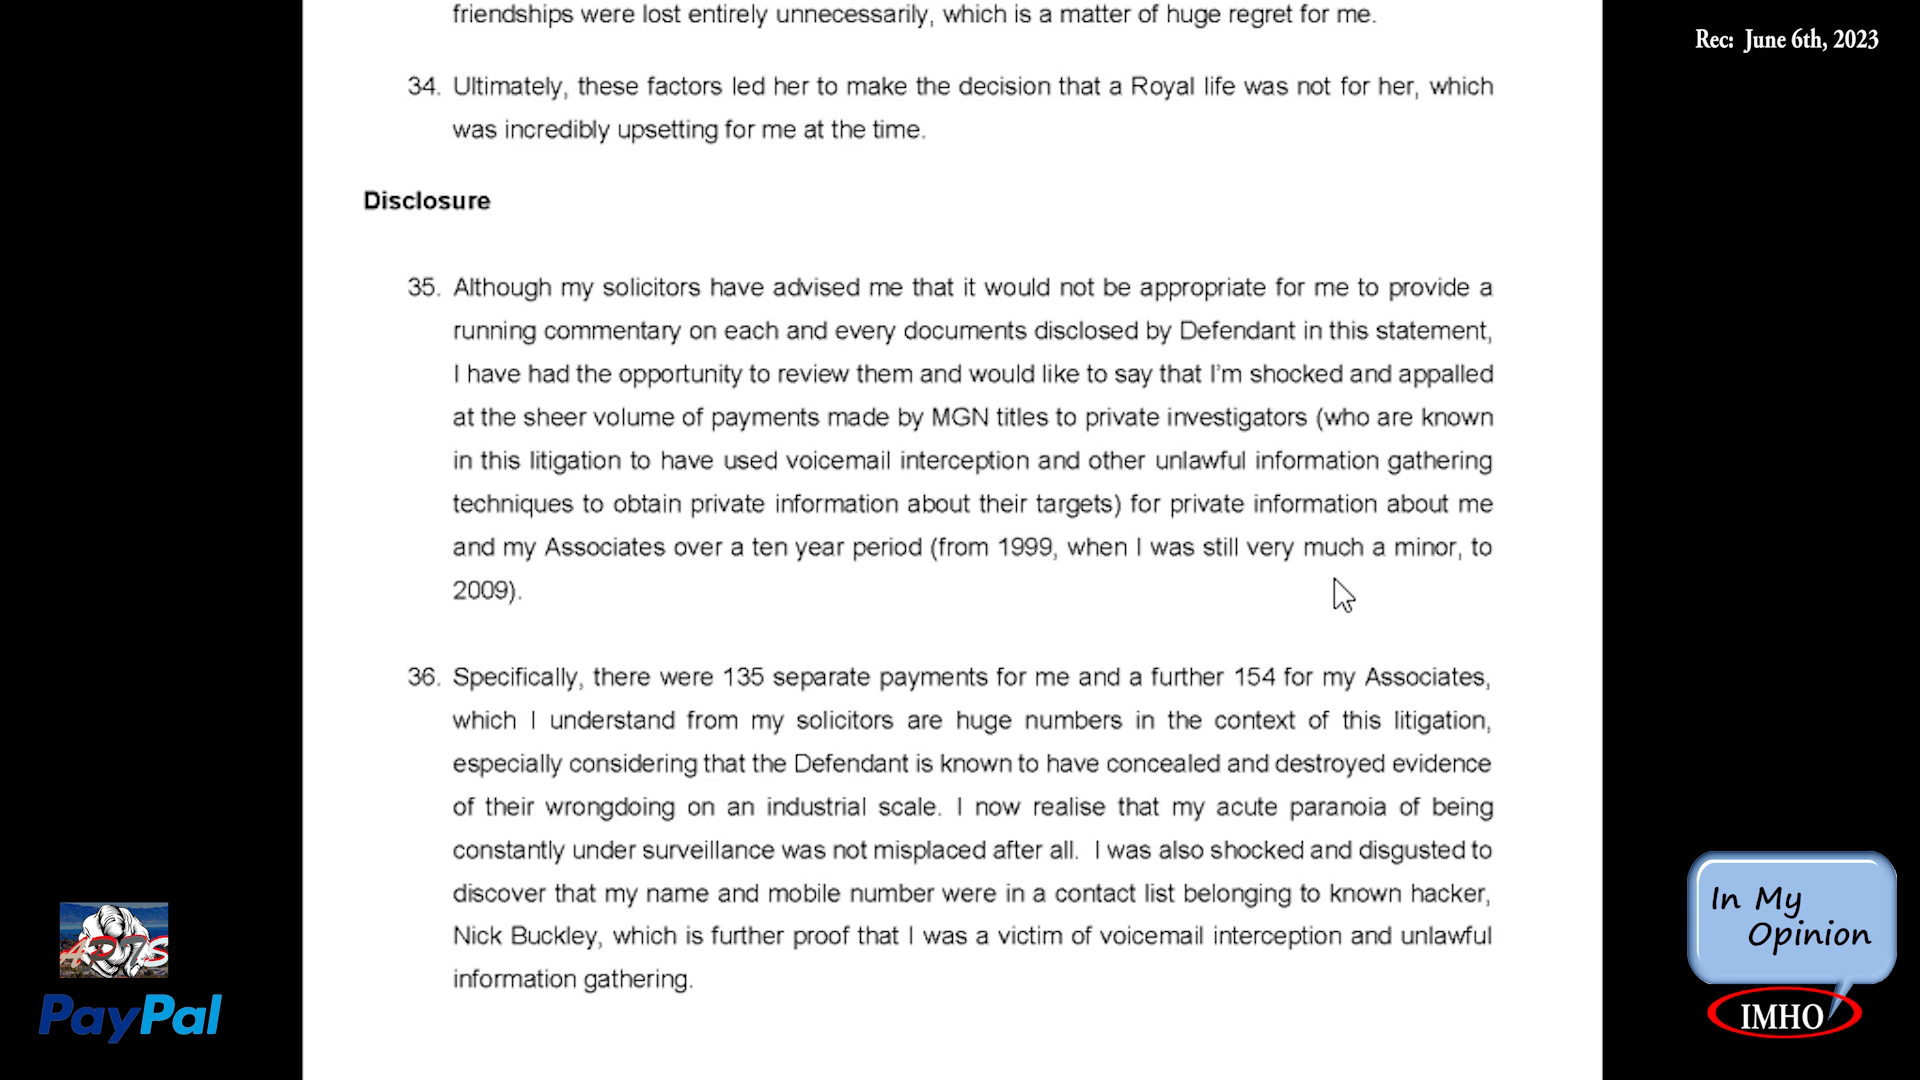 friendships were lost entirely unnecessarily, which is a matter of huge regret for me.
Rec: June 6th, 2023
34. Ultimately, these factors led her to make the decision that a Royal life was not for her, which
was incredibly upsetting for me at the time.
Disclosure
35. Although my solicitors have advised me that it would not be appropriate for me to provide a
running commentary on each and every documents disclosed by Defendant in this statement,
I have had the opportunity to review them and would like to say that I'm shocked and appalled
at the sheer volume of payments made by MGN titles to private investigators (who are known
in this litigation to have used voicemail interception and other unlawful information gathering
techniques to obtain private information about their targets) for private information about me
and my Associates over a ten year period (from 1999, when I was still very much a minor, to
2009).
36. Specifically, there were 135 separate payments for me and a further 154 for my Associates,
which I understand from my solicitors are huge numbers in the context of this litigation,
especially considering that the Defendant is known to have concealed and destroyed evidence
of their wrongdoing on an industrial scale. I now realise that my acute paranoia of being
constantly under surveillance was not misplaced after all. I was also shocked and disgusted to
discover that my name and mobile number were in a contact list belonging to known hacker,
Nick Buckley, which is further proof that I was a victim of voicemail interception and unlawful
information gathering.
PayPal
In My
Opinion
IMHO